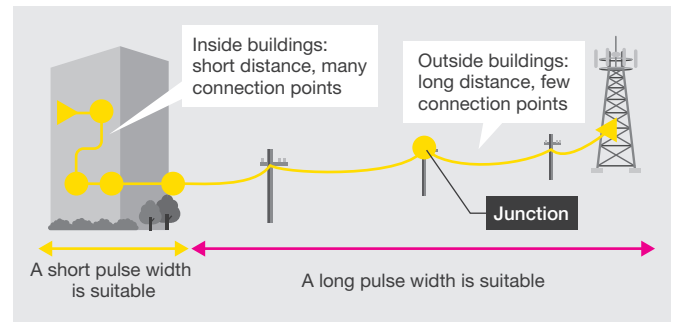 Inside buildings:
short distance, many
connection points
Outside buildings:
long distance, few
connection points
Junction
A short pulse width
is suitable
A long pulse width is suitable